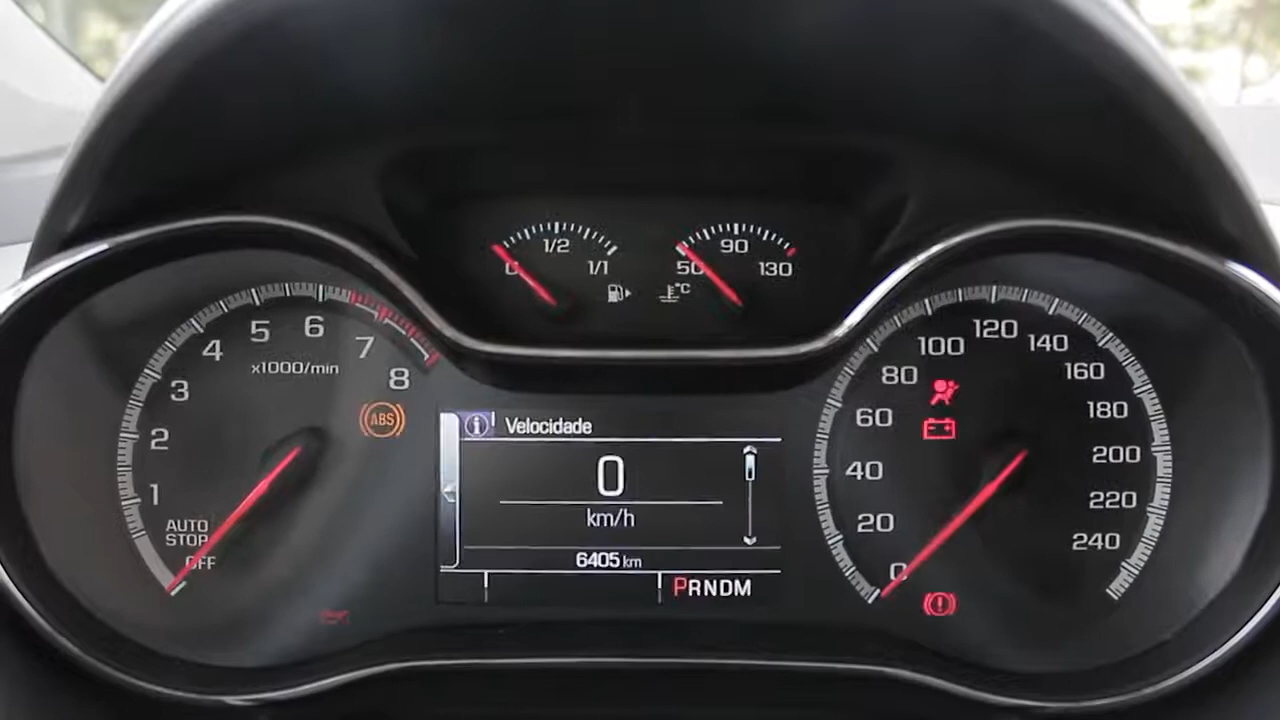 0 1/2 1/1
50 90 130
°C
1 2 3 4 5 6 7 8
x1000/min
AUTO
STOP
OFF
ABS
i Velocidade
0
km/h
6405 km
PRNDM
0 20 40 60 80 100 120 140 160 180 200 220 240